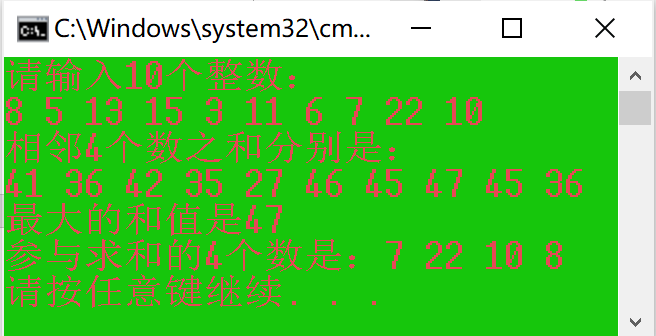 C:\Windows\system32\cm...
请输入10个整数：
8 5 13 15 3 11 6 7 22 10
相邻4个数之和分别是：
41 36 42 35 27 46 45 47 45 36
最大的和值是47
参与求和的4个数是：7 22 10 8
请按任意键继续. . .